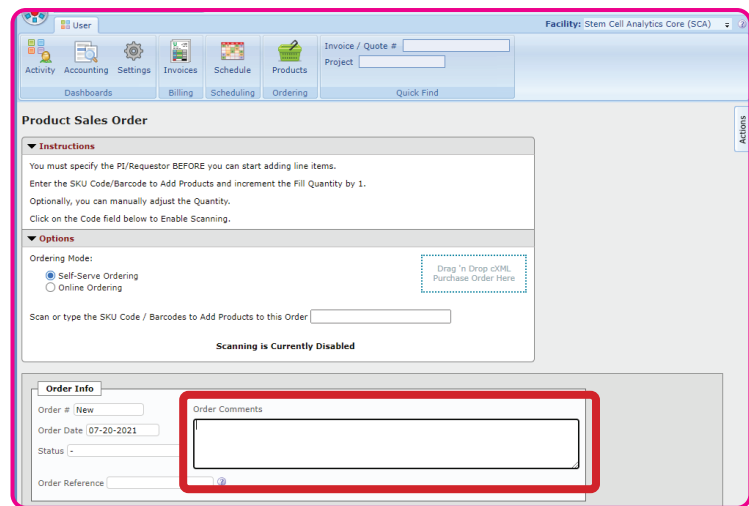 User
Facility: Stem Cell Analytics Core (SCA)
Activity Accounting Settings Invoices Schedule Products
Invoice / Quote #
Project
Dashboards Billing Scheduling Ordering Quick Find
Product Sales Order
Actions
Instructions
You must specify the PI/Requestor BEFORE you can start adding line items.
Enter the SKU Code/Barcode to Add Products and increment the Fill Quantity by 1.
Optionally, you can manually adjust the Quantity.
Click on the Code field below to Enable Scanning.
Options
Ordering Mode:
Self-Serve Ordering
Online Ordering
Drag 'n Drop cXML
Purchase Order Here
Scan or type the SKU Code / Barcodes to Add Products to this Order
Scanning is Currently Disabled
Order Info
Order # New
Order Date 07-20-2021
Status -
Order Reference
Order Comments